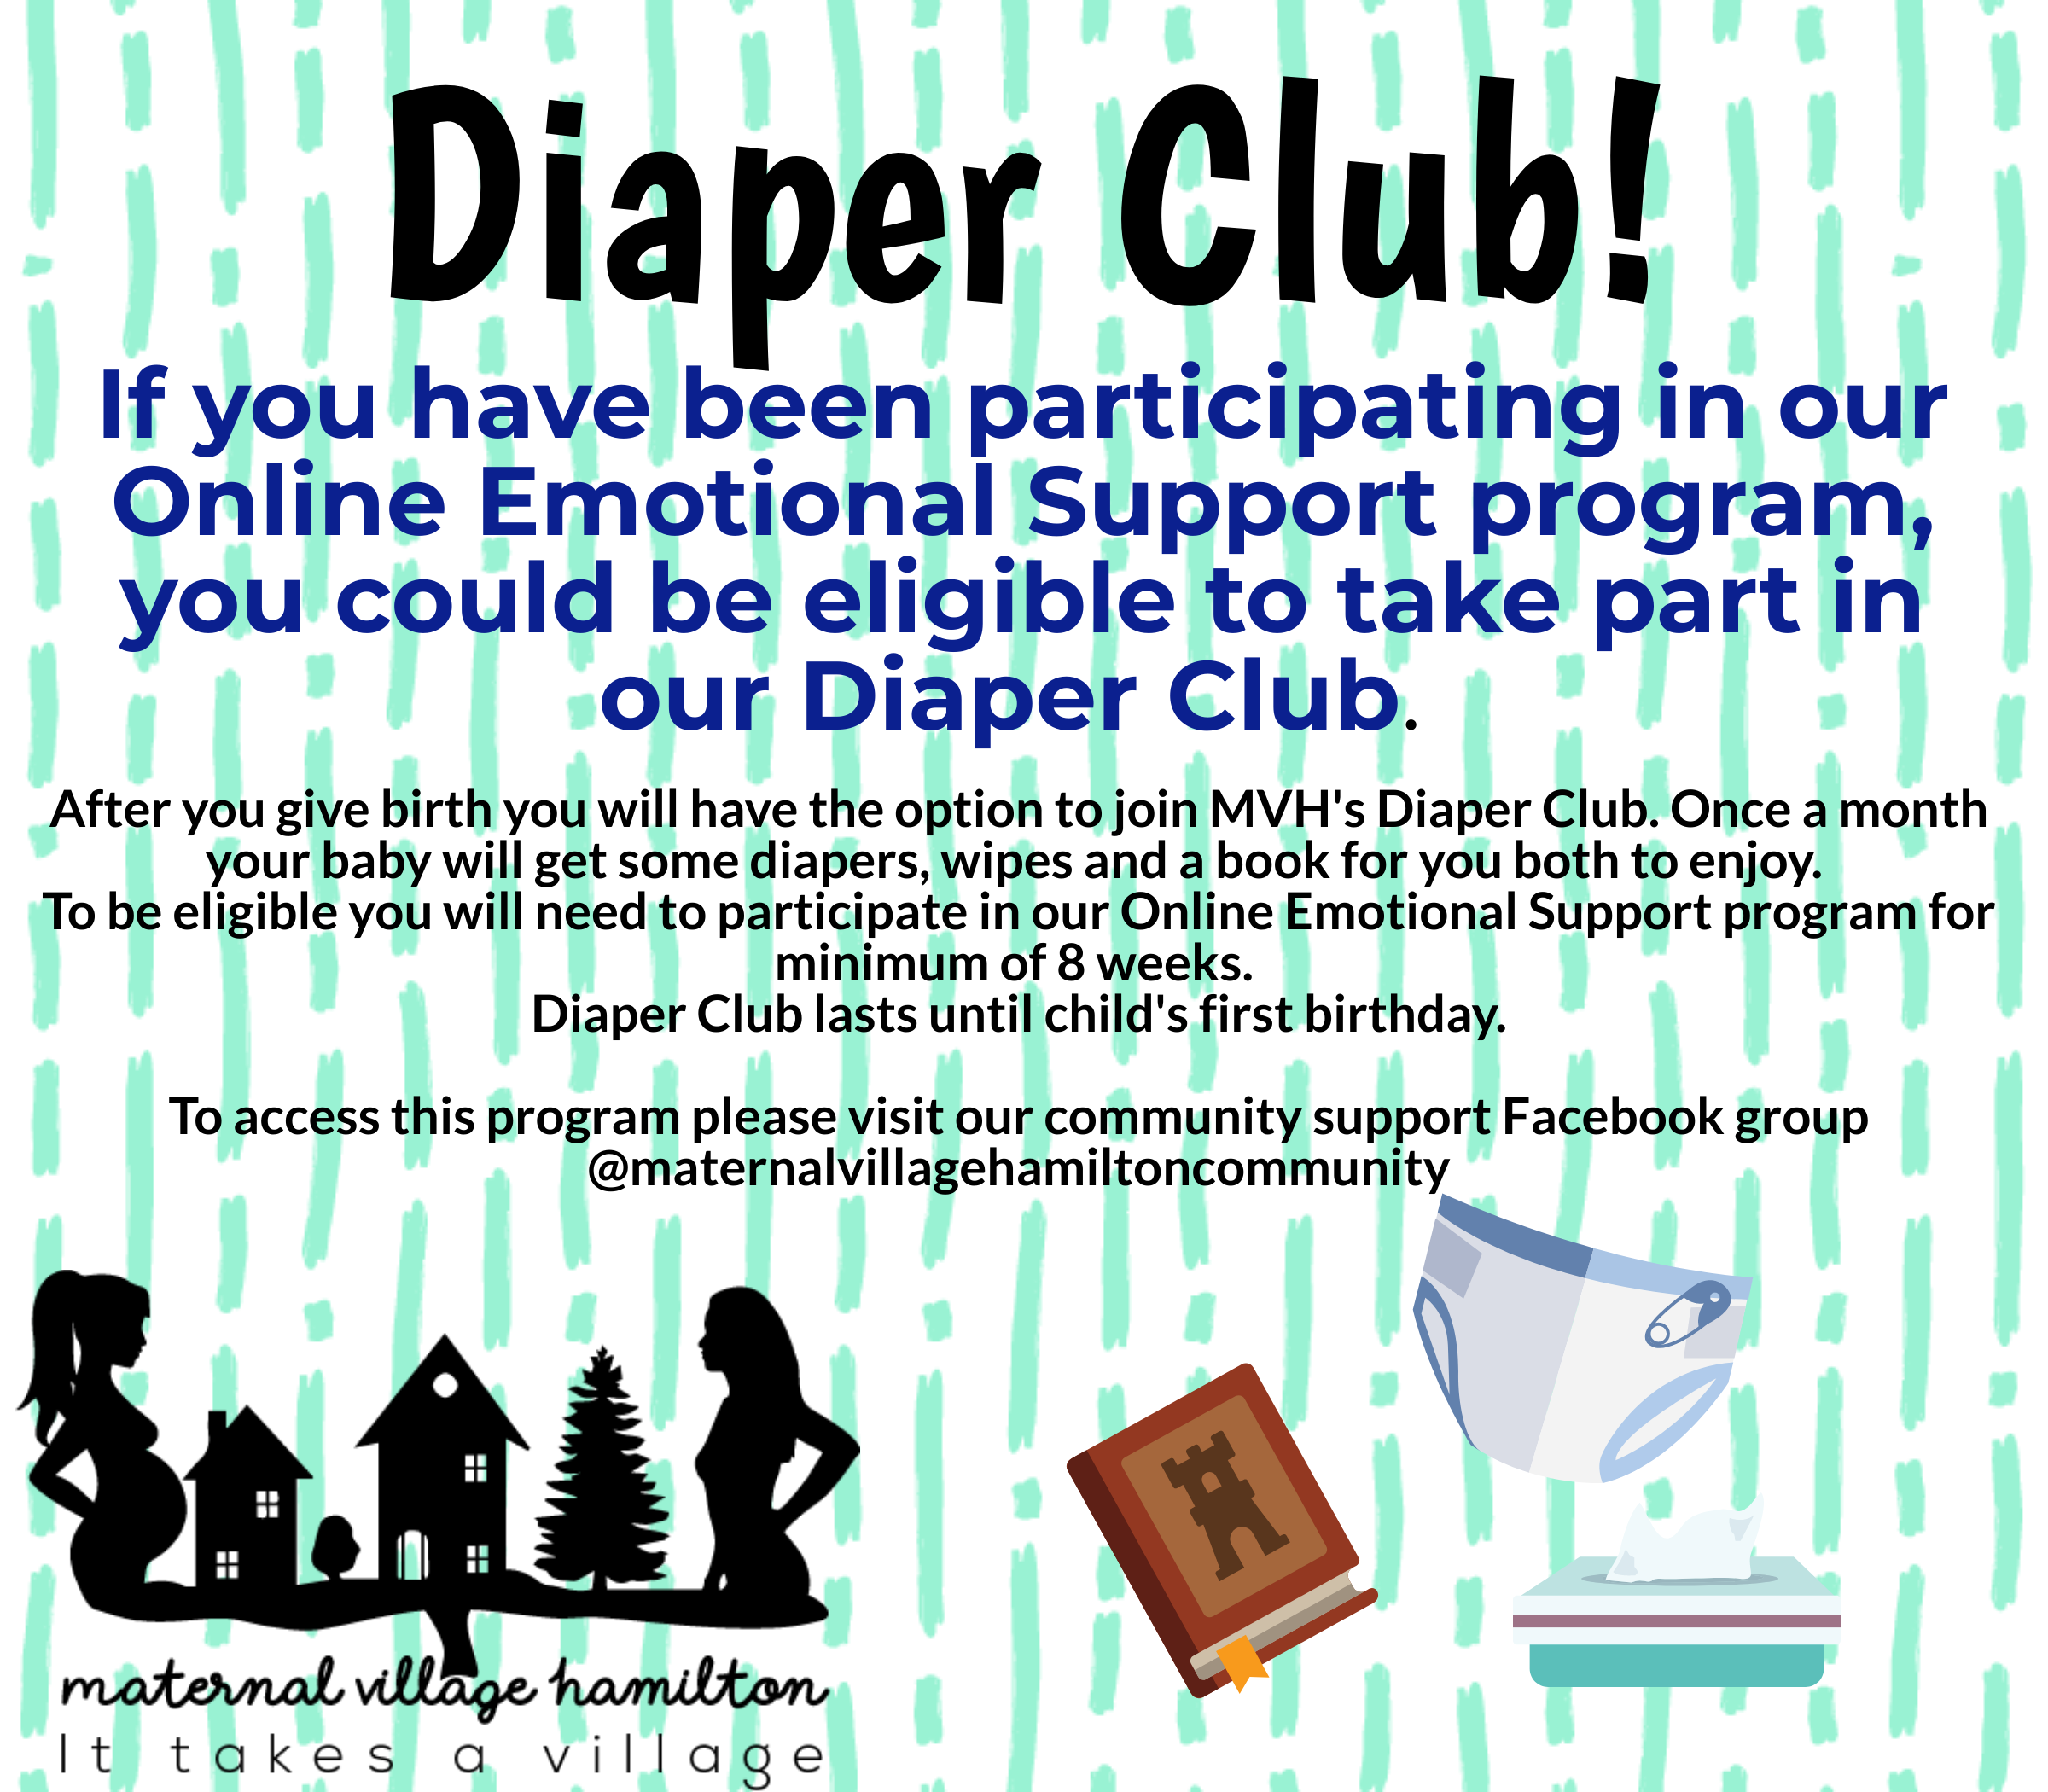 Diaper Club!
If you have been participating in our
Online Emotional Support program,
you could be eligible to take part in
our Diaper Club.
After you give birth you will have the option to join MVH's Diaper Club. Once a month
your baby will get some diapers, wipes and a book for you both to enjoy.
To be eligible you will need to participate in our Online Emotional Support program for
minimum of 8 weeks.
Diaper Club lasts until child's first birthday.
To access this program please visit our community support Facebook group
@maternalvillagehamiltoncommunity
maternal village hamilton
It takes a village